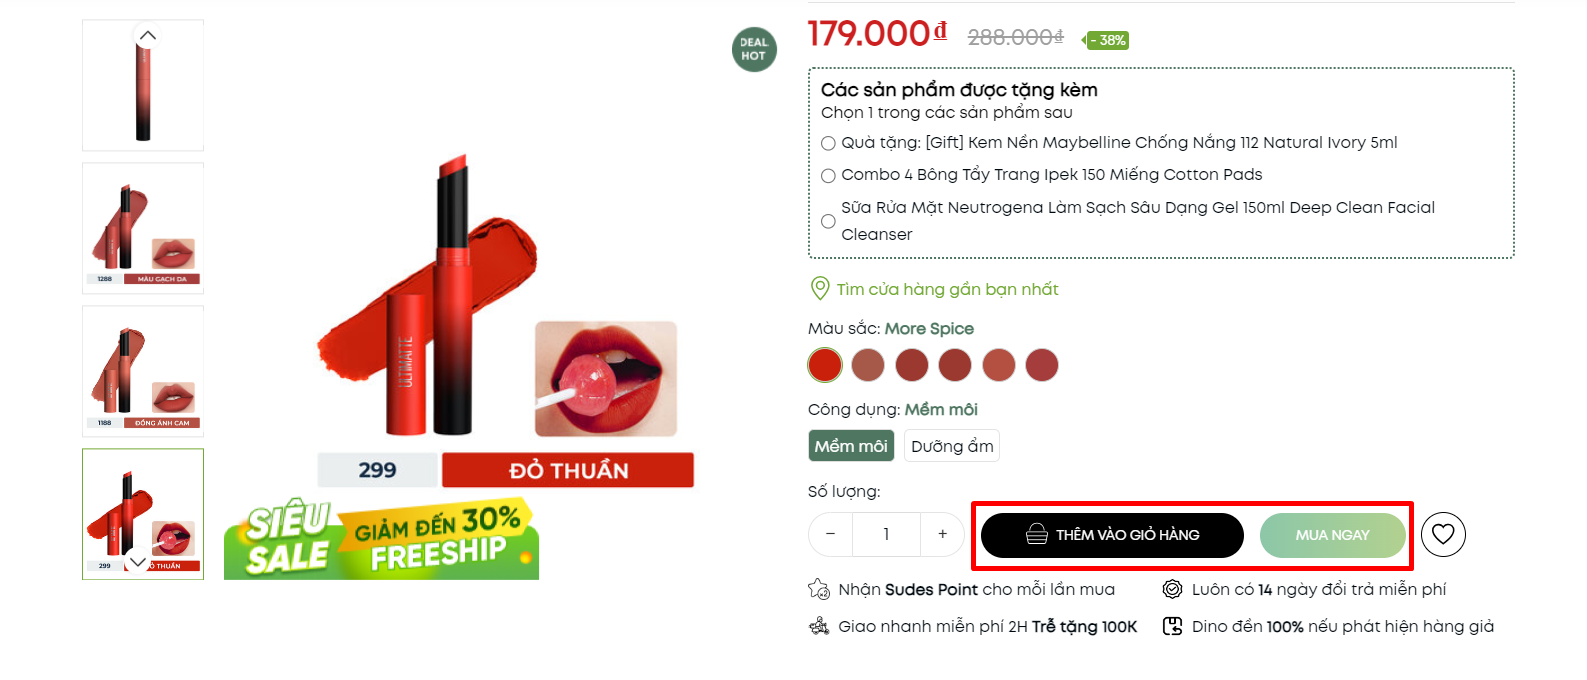 1288 MÀU GẠCH DA
1188 ĐỒNG ÁNH CAM
299 ĐỎ THUẦN
DEAL
HOT
ULTIMATTE
299 ĐỎ THUẦN
SIÊU
SALE
GIẢM ĐẾN 30%
FREESHIP
179.000₫ 288.000₫ - 38%
Các sản phẩm được tặng kèm
Chọn 1 trong các sản phẩm sau
Quà tặng: [Gift] Kem Nền Maybelline Chống Nắng 112 Natural Ivory 5ml
Combo 4 Bông Tẩy Trang Ipek 150 Miếng Cotton Pads
Sữa Rửa Mặt Neutrogena Làm Sạch Sâu Dạng Gel 150ml Deep Clean Facial
Cleanser
Tìm cửa hàng gần bạn nhất
Màu sắc: More Spice
Công dụng: Mềm môi
Mềm môi Dưỡng ẩm
Số lượng:
− 1 + THÊM VÀO GIỎ HÀNG MUA NGAY
Nhận Sudes Point cho mỗi lần mua
Luôn có 14 ngày đổi trả miễn phí
Giao nhanh miễn phí 2H Trễ tặng 100K
Dino đền 100% nếu phát hiện hàng giả